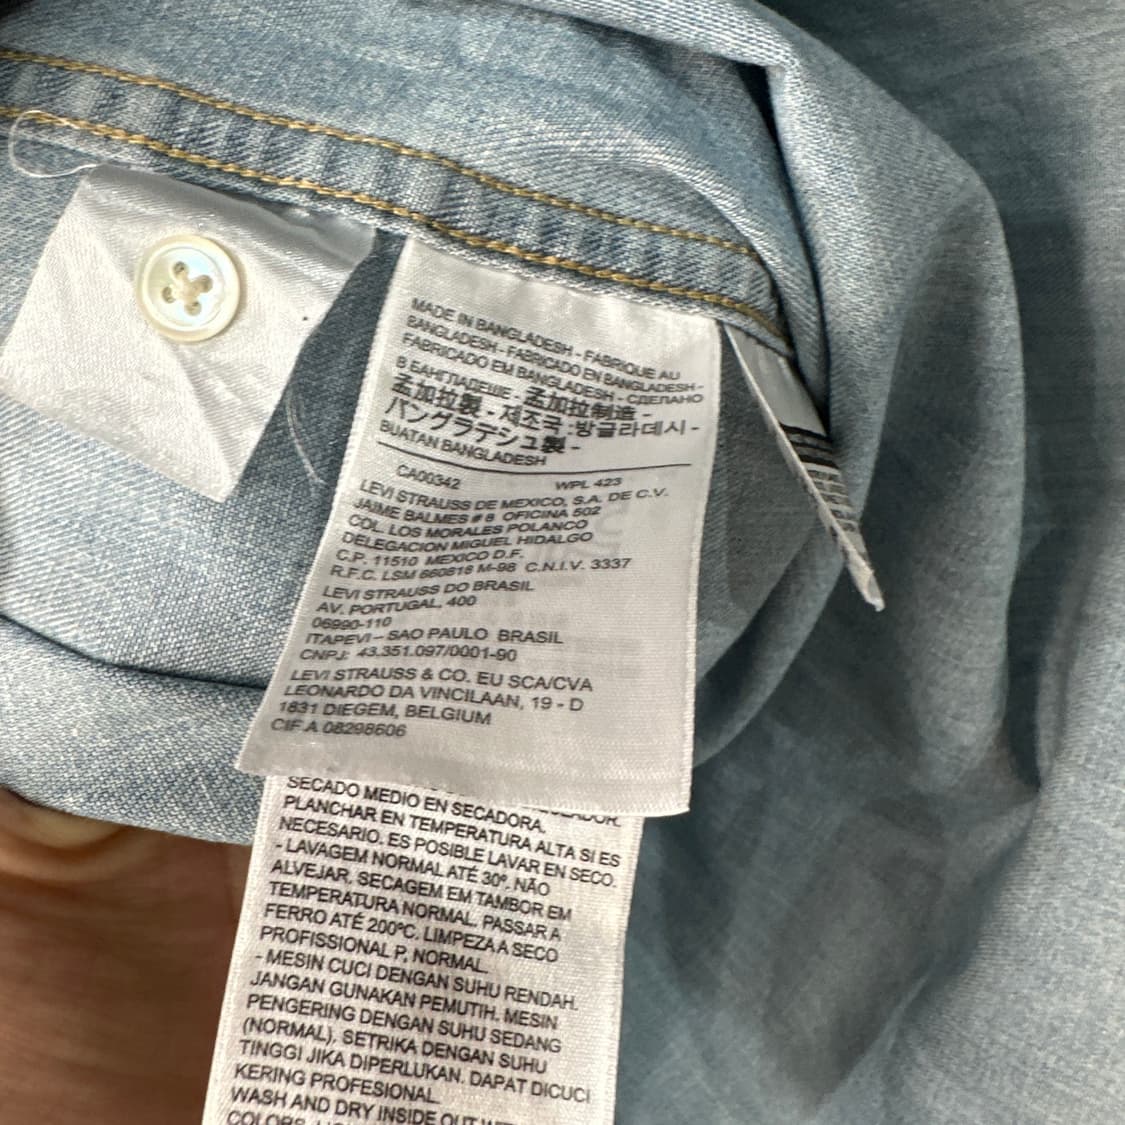 MADE IN BANGLADESH - FABRIQUE AU
BANGLADESH - FABRICADO EN BANGLADESH -
FABRICADO EM BANGLADESH - СДЕЛАНО
В БАНГЛАДЕШЕ - 孟加拉制造 -
孟加拉製 - 제조국 :방글라데시 -
バングラデシュ製 -
BUATAN BANGLADESH
CA00342 WPL 423
LEVI STRAUSS DE MEXICO, S.A. DE C.V.
JAIME BALMES # 8 OFICINA 502
COL. LOS MORALES POLANCO
DELEGACION MIGUEL HIDALGO
C.P. 11510 MEXICO D.F.
R.F.C. LSM 660818 M-98 C.N.I.V. 3337
LEVI STRAUSS DO BRASIL
AV. PORTUGAL, 400
06990-110
ITAPEVI – SAO PAULO BRASIL
CNPJ: 43.351.097/0001-90
LEVI STRAUSS & CO. EU SCA/CVA
LEONARDO DA VINCILAAN, 19 - D
1831 DIEGEM, BELGIUM
CIF.A 08298606
SECADO MEDIO EN SECADORA.
PLANCHAR EN TEMPERATURA ALTA SI ES
NECESARIO. ES POSIBLE LAVAR EN SECO.
- LAVAGEM NORMAL ATÉ 30º. NÃO
ALVEJAR. SECAGEM EM TAMBOR EM
TEMPERATURA NORMAL. PASSAR A
FERRO ATÉ 200ºC. LIMPEZA A SECO
PROFISSIONAL P, NORMAL.
- MESIN CUCI DENGAN SUHU RENDAH.
JANGAN GUNAKAN PEMUTIH. MESIN
PENGERING DENGAN SUHU SEDANG
(NORMAL). SETRIKA DENGAN SUHU
TINGGI JIKA DIPERLUKAN. DAPAT DICUCI
KERING PROFESIONAL.
WASH AND DRY INSIDE OUT WITH